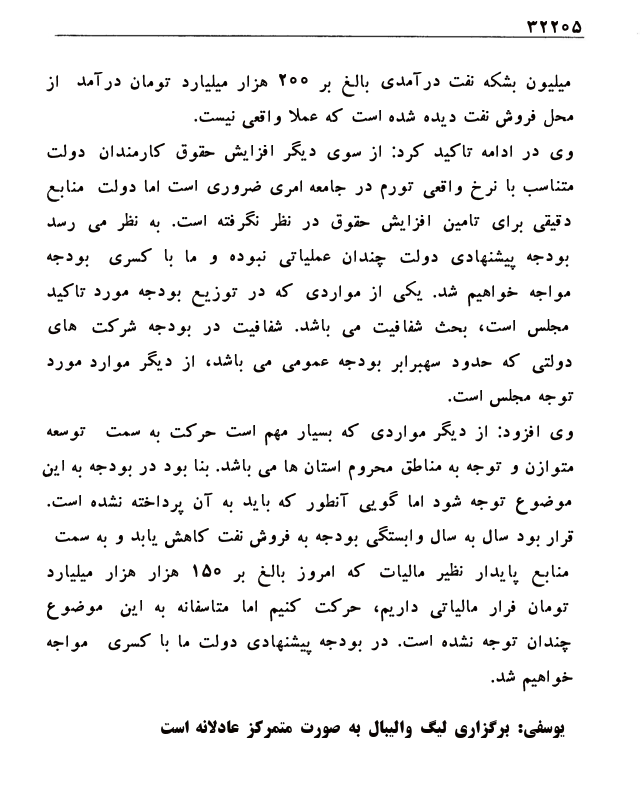 ۳۲۲۰۵
میلیون بشکه نفت درآمدی بالغ بر ۲۰۰ هزار میلیارد تومان درآمد از
محل فروش نفت دیده شده است که عملا واقعی نیست.
وی در ادامه تاکید کرد: از سوی دیگر افزایش حقوق کارمندان دولت
متناسب با نرخ واقعی تورم در جامعه امری ضروری است اما دولت منابع
دقیقی برای تامین افزایش حقوق در نظر نگرفته است. به نظر می رسد
بودجه پیشنهادی دولت چندان عملیاتی نبوده و ما با کسری بودجه
مواجه خواهیم شد. یکی از مواردی که در توزیع بودجه مورد تاکید
مجلس است، بحث شفافیت می باشد. شفافیت در بودجه شرکت های
دولتی که حدود سهبرابر بودجه عمومی می باشد، از دیگر موارد مورد
توجه مجلس است.
وی افزود: از دیگر مواردی که بسیار مهم است حرکت به سمت توسعه
متوازن و توجه به مناطق محروم استان ها می باشد. بنا بود در بودجه به این
موضوع توجه شود اما گویی آنطور که باید به آن پرداخته نشده است.
قرار بود سال به سال وابستگی بودجه به فروش نفت کاهش یابد و به سمت
منابع پایدار نظیر مالیات که امروز بالغ بر ۱۵۰ هزار هزار میلیارد
تومان فرار مالیاتی داریم، حرکت کنیم اما متاسفانه به این موضوع
چندان توجه نشده است. در بودجه پیشنهادی دولت ما با کسری مواجه
خواهیم شد.
یوسفی: برگزاری لیگ والیبال به صورت متمرکز عادلانه است